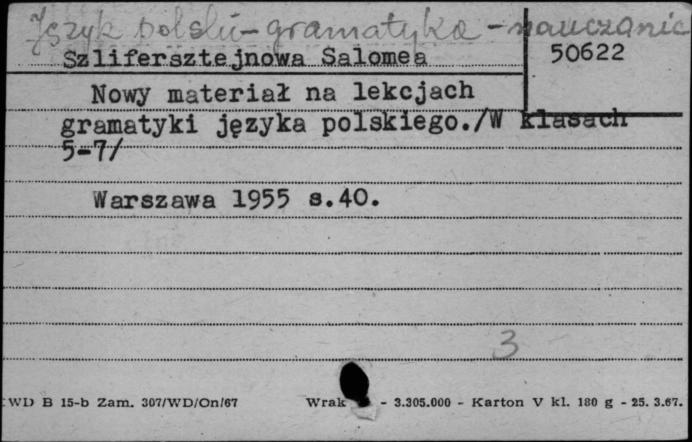 Język polski - gramatyka - nauczanie
Szlifersztejnowa Salomea
50622
Nowy materiał na lekcjach
gramatyki języka polskiego./W klasach
5-7/
Warszawa 1955 s.40.
3
WD B 15-b Zam. 307/WD/On/67 Wrak - 3.305.000 - Karton V kl. 180 g - 25. 3.67.